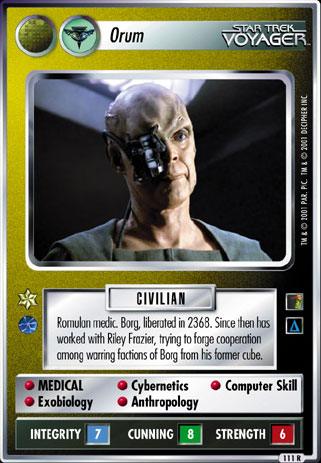 Orum
STAR TREK
VOYAGER™
TM & © 2001 PAR. PIC. TM & © 2001 DECIPHER INC.
CIVILIAN
Romulan medic. Borg, liberated in 2368. Since then has
worked with Riley Frazier, trying to forge cooperation
among warring factions of Borg from his former cube.
MEDICAL
Cybernetics
Computer Skill
Exobiology
Anthropology
INTEGRITY 7 CUNNING 8 STRENGTH 6
111 R